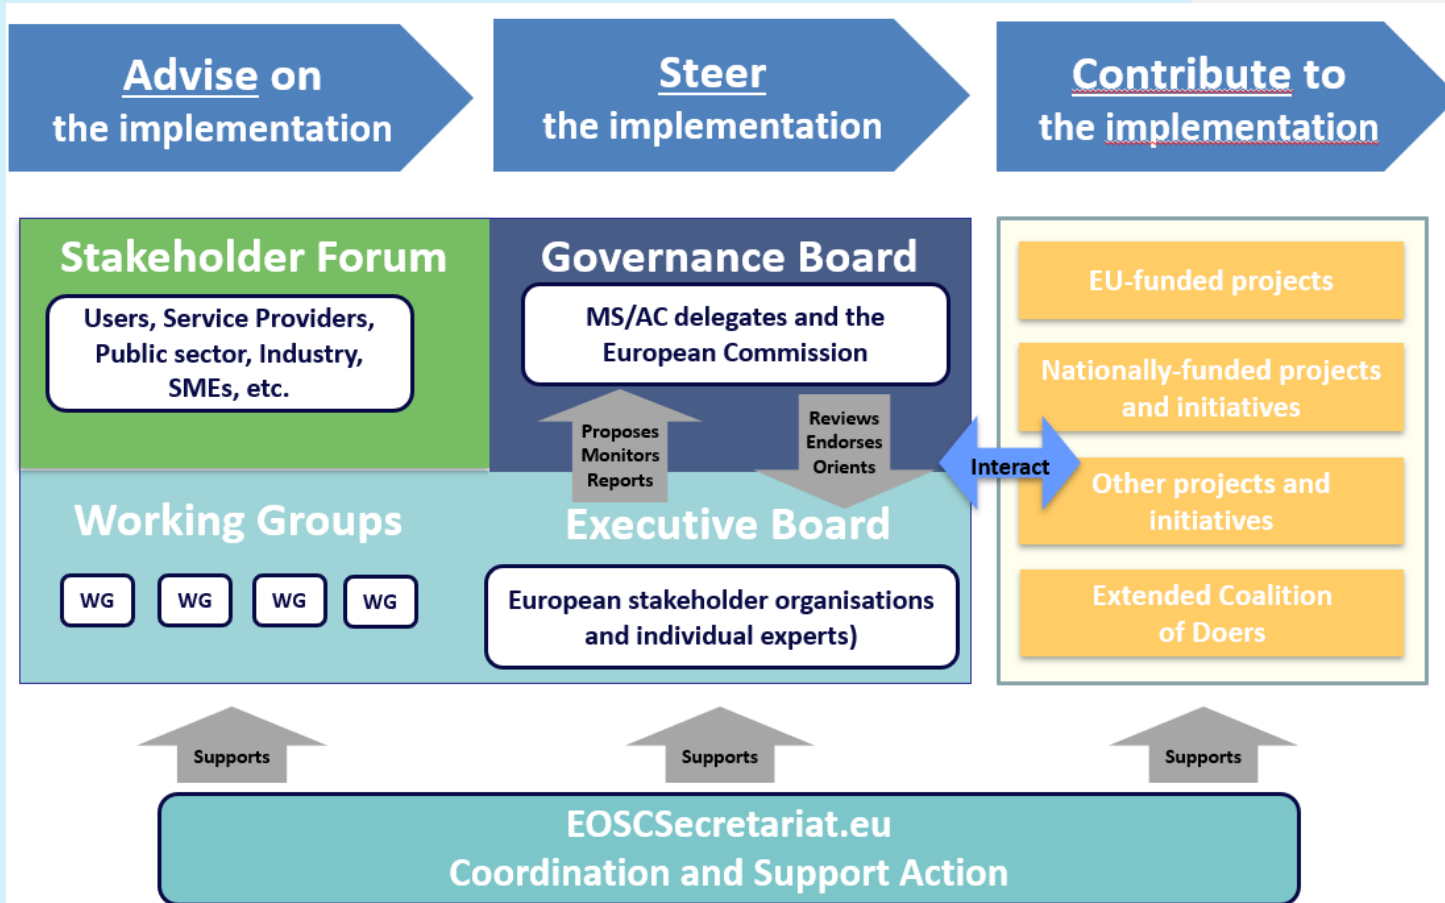 Advise on
the implementation
Steer
the implementation
Contribute to
the implementation
Stakeholder Forum
Users, Service Providers,
Public sector, Industry,
SMEs, etc.
Governance Board
MS/AC delegates and the
European Commission
Proposes
Monitors
Reports
Reviews
Endorses
Orients
Working Groups
WG
WG
WG
WG
Executive Board
European stakeholder organisations
and individual experts)
Interact
EU-funded projects
Nationally-funded projects
and initiatives
Other projects and
initiatives
Extended Coalition
of Doers
Supports
Supports
Supports
EOSCSecretariat.eu
Coordination and Support Action